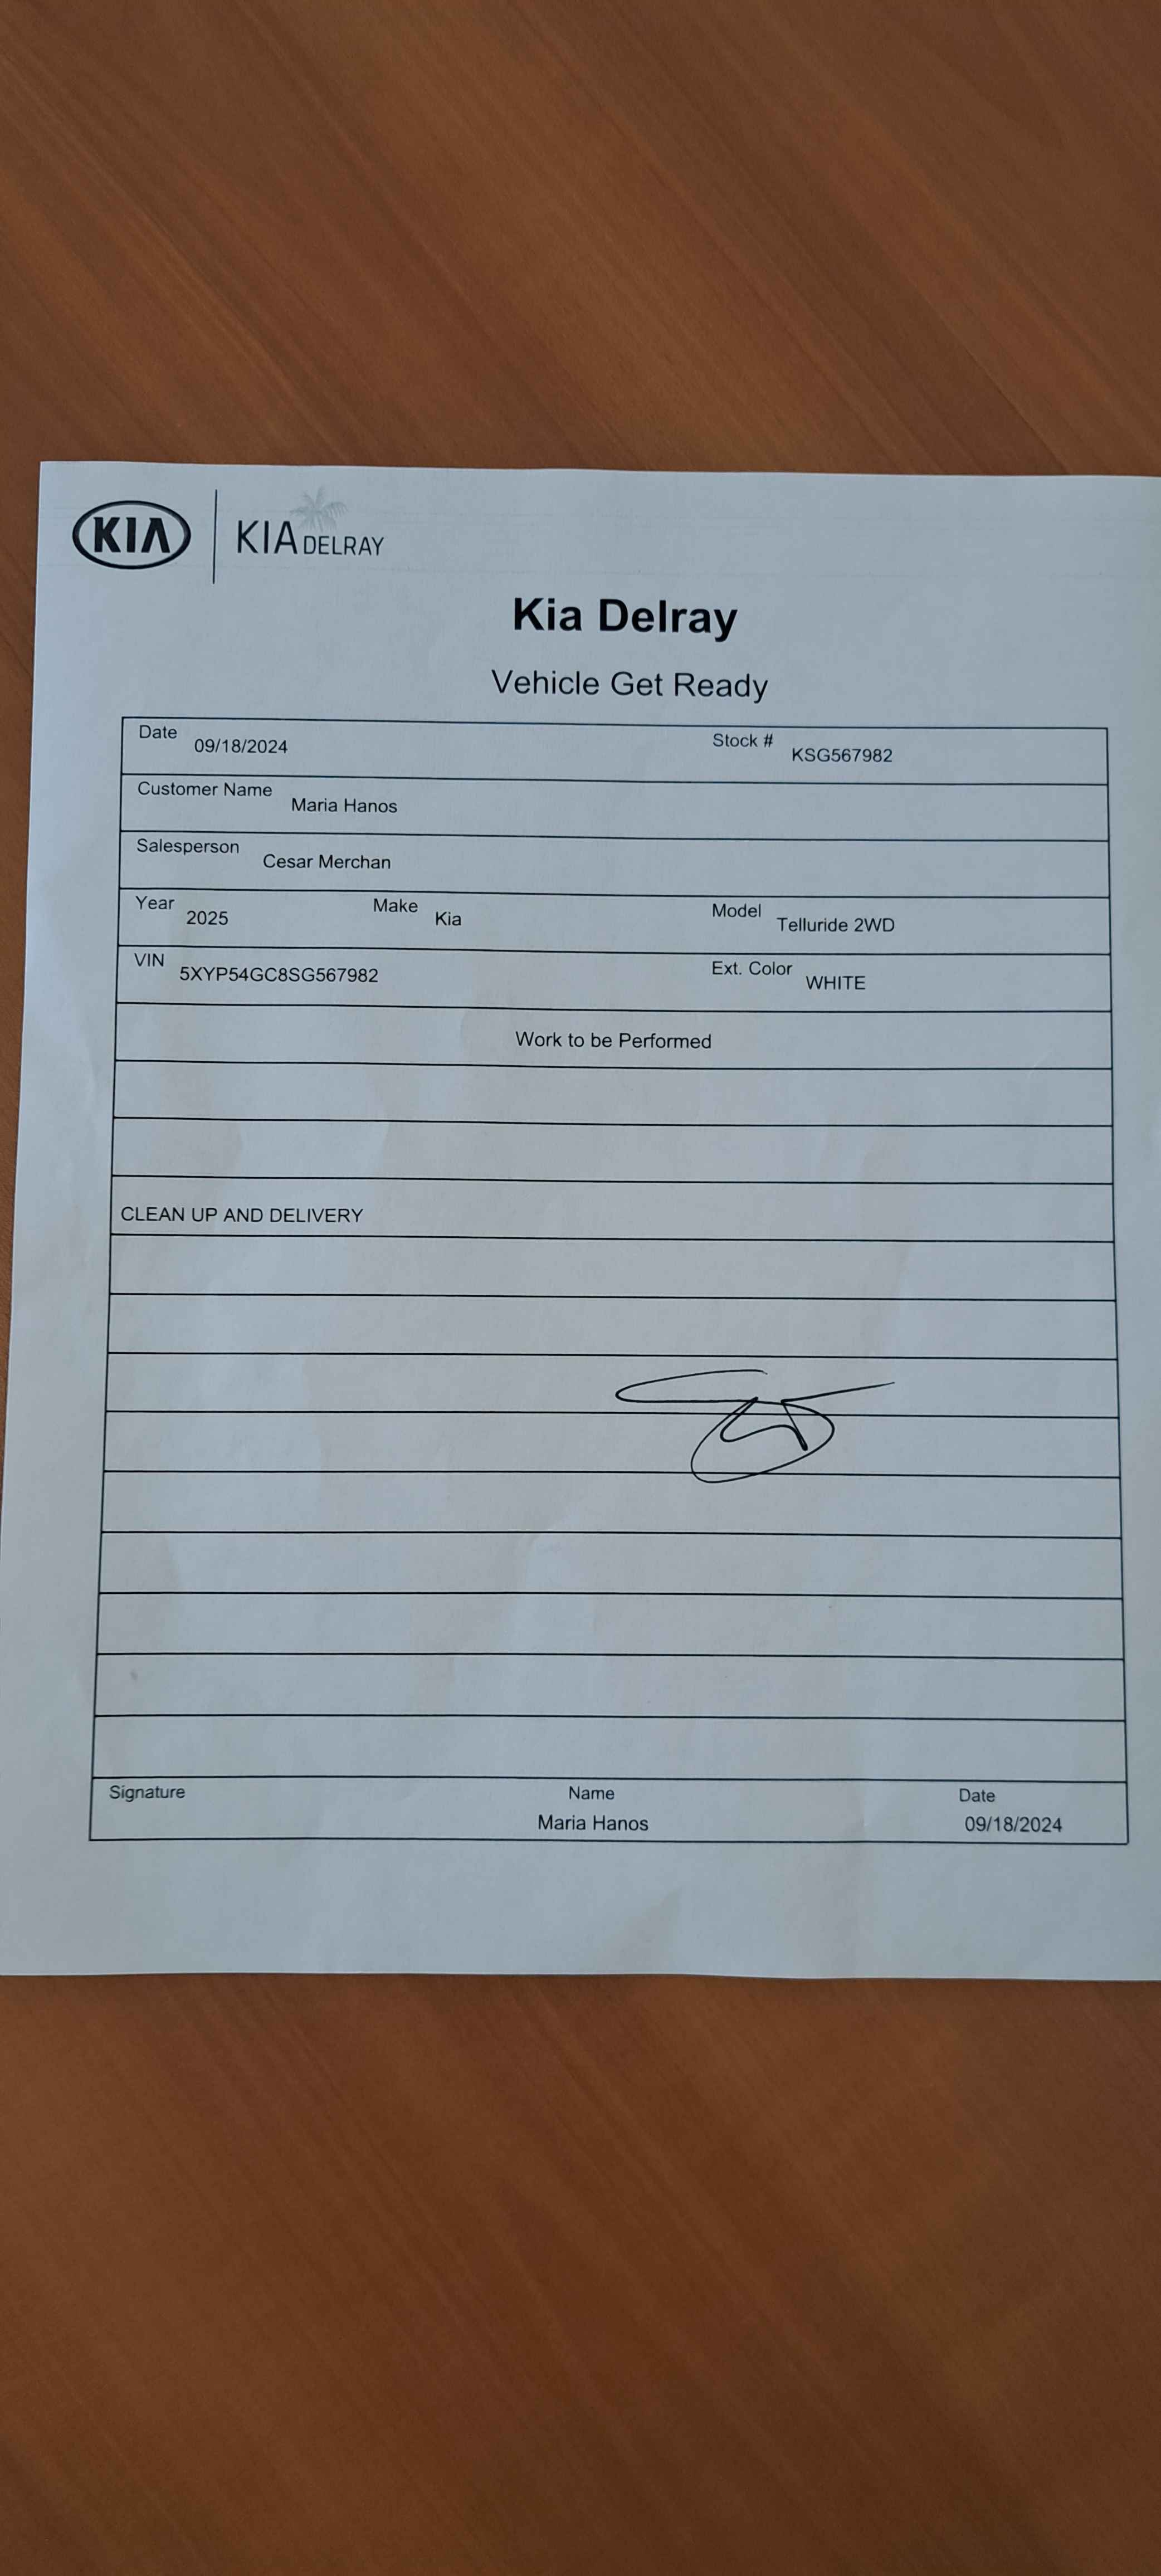 KIA KIA DELRAY
Kia Delray
Vehicle Get Ready
Date 09/18/2024 Stock # KSG567982
Customer Name Maria Hanos
Salesperson Cesar Merchan
Year 2025 Make Kia Model Telluride 2WD
VIN 5XYP54GC8SG567982 Ext. Color WHITE
Work to be Performed
CLEAN UP AND DELIVERY
Signature Name Date
Maria Hanos 09/18/2024